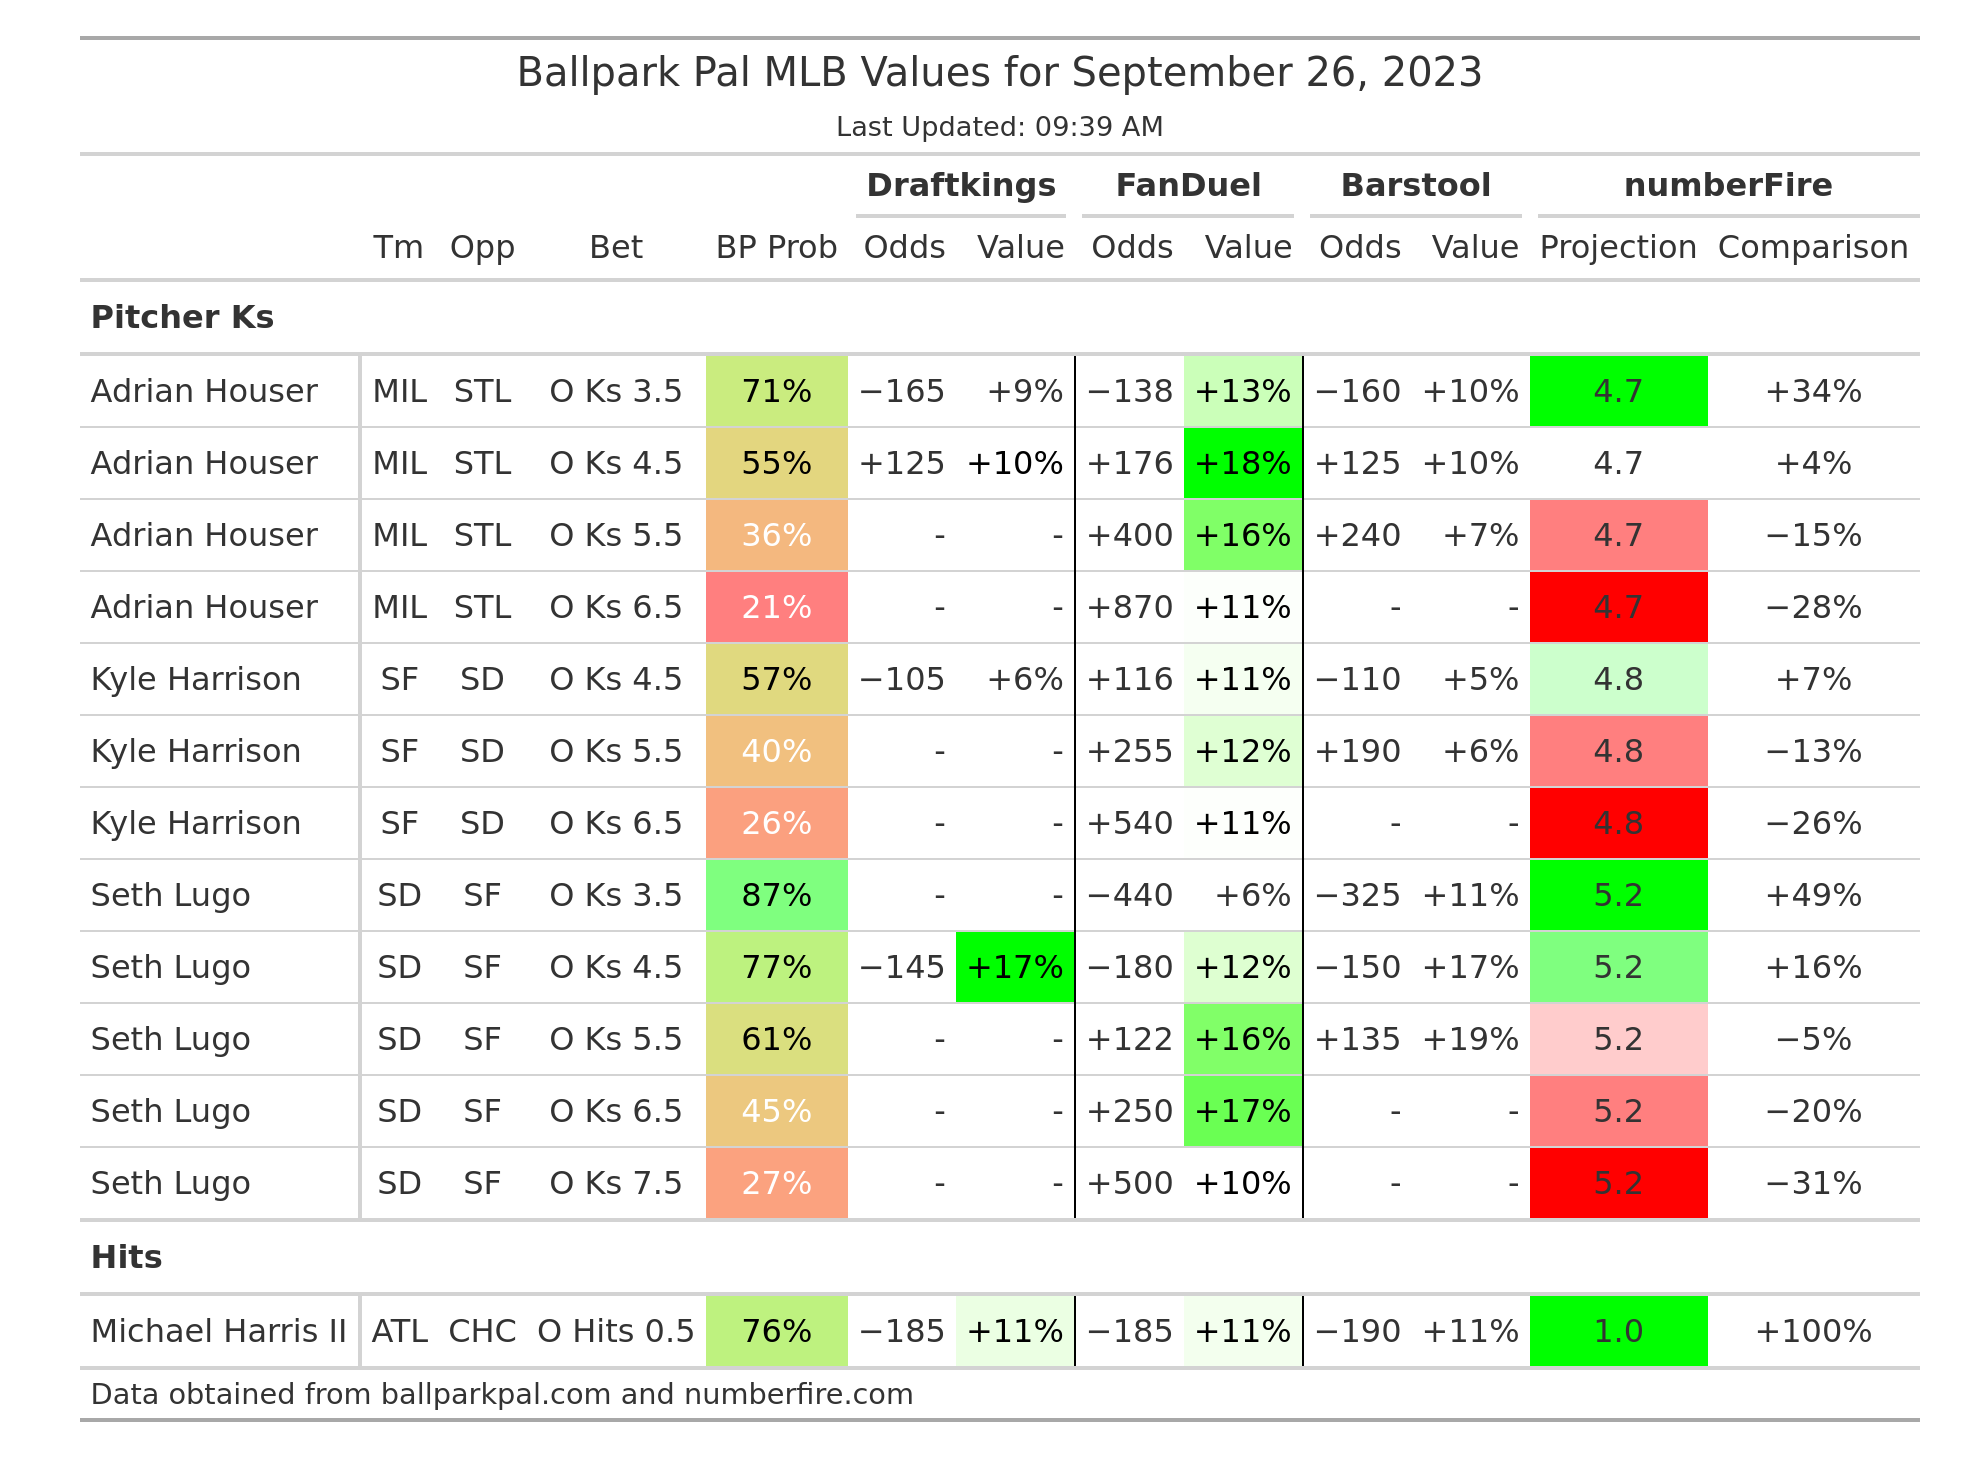 Ballpark Pal MLB Values for September 26, 2023
Last Updated: 09:39 AM
Draftkings FanDuel Barstool numberFire
Tm Opp Bet BP Prob Odds Value Odds Value Odds Value Projection Comparison
Pitcher Ks
Adrian Houser MIL STL O Ks 3.5 71% −165 +9% −138 +13% −160 +10% 4.7 +34%
Adrian Houser MIL STL O Ks 4.5 55% +125 +10% +176 +18% +125 +10% 4.7 +4%
Adrian Houser MIL STL O Ks 5.5 36% - - +400 +16% +240 +7% 4.7 −15%
Adrian Houser MIL STL O Ks 6.5 21% - - +870 +11% - - 4.7 −28%
Kyle Harrison SF SD O Ks 4.5 57% −105 +6% +116 +11% −110 +5% 4.8 +7%
Kyle Harrison SF SD O Ks 5.5 40% - - +255 +12% +190 +6% 4.8 −13%
Kyle Harrison SF SD O Ks 6.5 26% - - +540 +11% - - 4.8 −26%
Seth Lugo SD SF O Ks 3.5 87% - - −440 +6% −325 +11% 5.2 +49%
Seth Lugo SD SF O Ks 4.5 77% −145 +17% −180 +12% −150 +17% 5.2 +16%
Seth Lugo SD SF O Ks 5.5 61% - - +122 +16% +135 +19% 5.2 −5%
Seth Lugo SD SF O Ks 6.5 45% - - +250 +17% - - 5.2 −20%
Seth Lugo SD SF O Ks 7.5 27% - - +500 +10% - - 5.2 −31%
Hits
Michael Harris II ATL CHC O Hits 0.5 76% −185 +11% −185 +11% −190 +11% 1.0 +100%
Data obtained from ballparkpal.com and numberfire.com